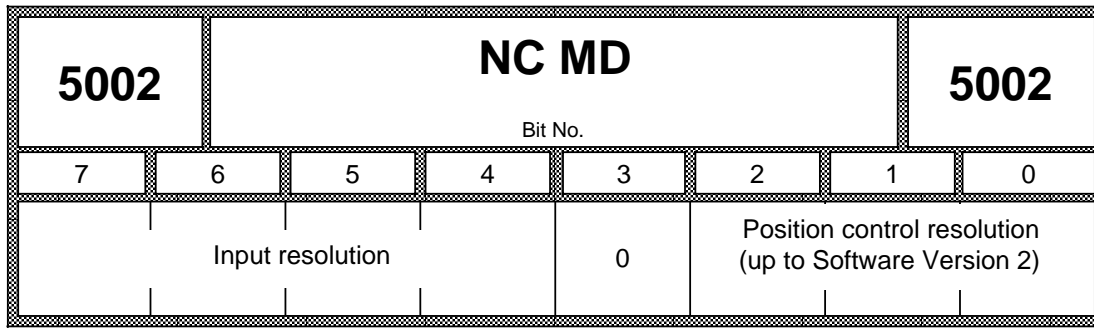 5002
NC MD
5002
Bit No.
7 6 5 4 3 2 1 0
Input resolution
0
Position control resolution
(up to Software Version 2)